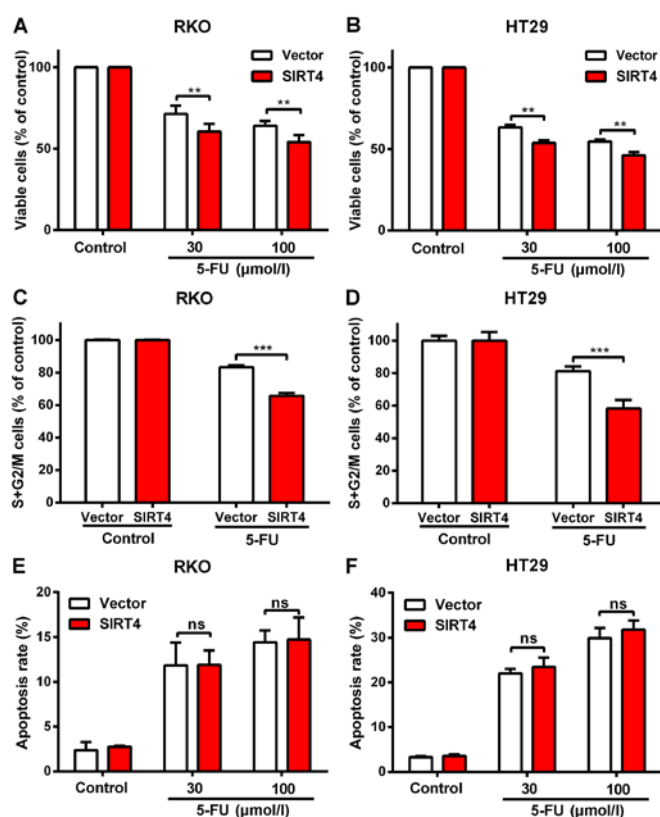 A
RKO
Viable cells (% of control)
100
50
0
Vector
SIRT4
**
**
Control
30
100
5-FU (μmol/l)
B
HT29
Viable cells (% of control)
100
50
0
Vector
SIRT4
**
**
Control
30
100
5-FU (μmol/l)
C
RKO
S+G2/M cells (% of control)
100
80
60
40
20
0
***
Vector SIRT4 Vector SIRT4
Control 5-FU
D
HT29
S+G2/M cells (% of control)
100
80
60
40
20
0
***
Vector SIRT4 Vector SIRT4
Control 5-FU
E
RKO
Apoptosis rate (%)
20
15
10
5
0
Vector
SIRT4
ns
ns
Control
30
100
5-FU (μmol/l)
F
HT29
Apoptosis rate (%)
40
30
20
10
0
Vector
SIRT4
ns
ns
Control
30
100
5-FU (μmol/l)